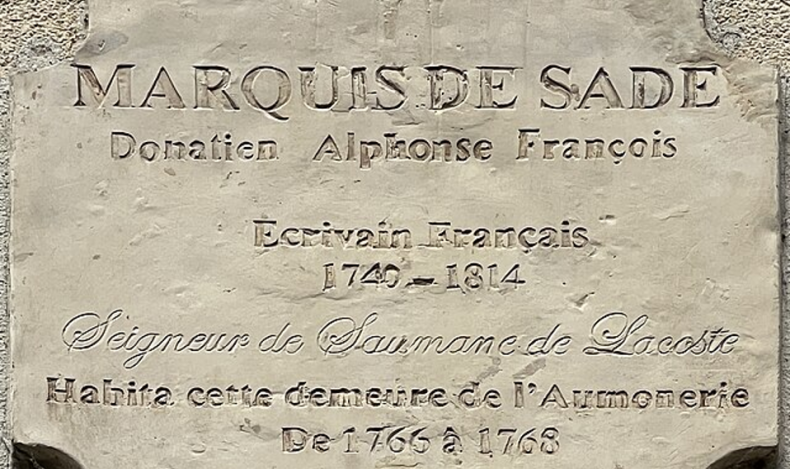 MARQUIS DE SADE
Donatien Alphonse François
Ecrivain Français
1740 - 1814
Seigneur de Saumane de Lacoste
Habita cette demeure de l'Aumonerie
De 1766 à 1768